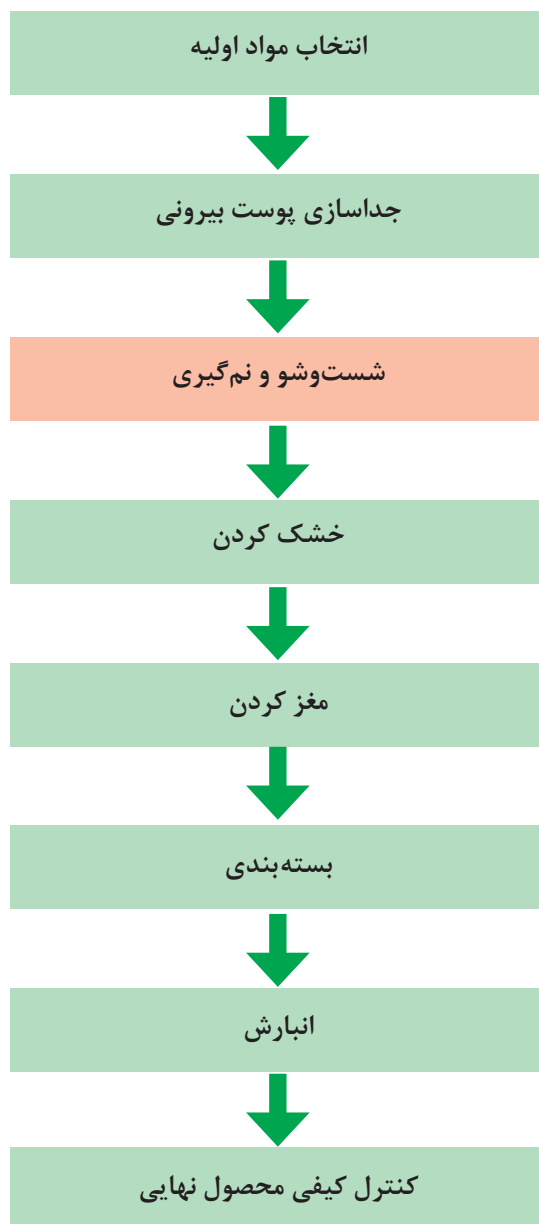 انتخاب مواد اولیه
جداسازی پوست بیرونی
شست‌وشو و نم‌گیری
خشک کردن
مغز کردن
بسته‌بندی
انبارش
کنترل کیفی محصول نهایی